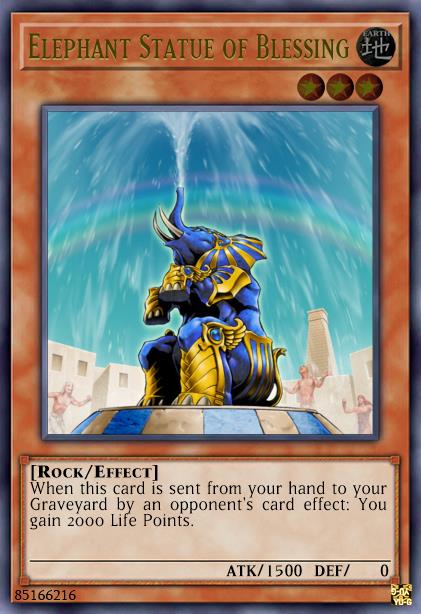 ELEPHANT STATUE OF BLESSING
EARTH
地
[ROCK/EFFECT]
When this card is sent from your hand to your
Graveyard by an opponent's card effect: You
gain 2000 Life Points.
ATK/1500 DEF/ 0
85166216